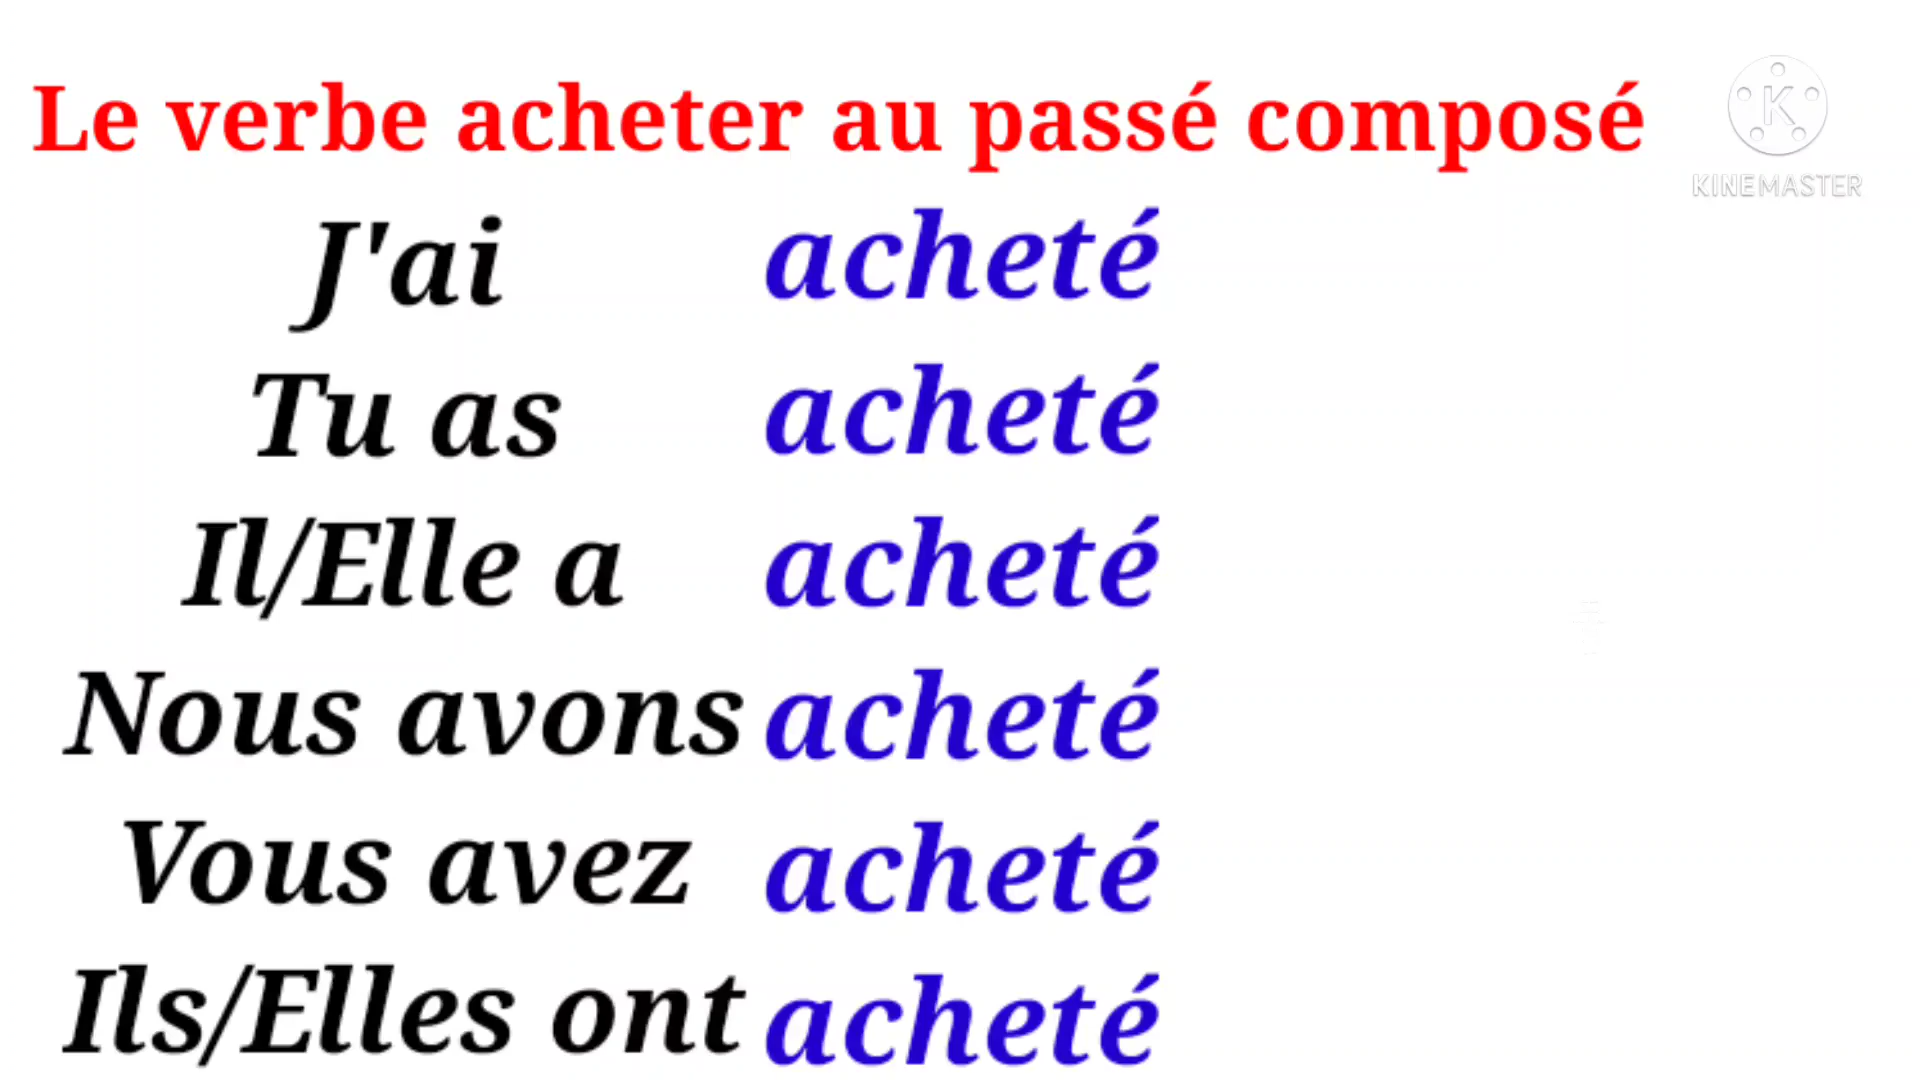 Le verbe acheter au passé composé
KINEMASTER
J'ai acheté
Tu as acheté
Il/Elle a acheté
Nous avons acheté
Vous avez acheté
Ils/Elles ont acheté